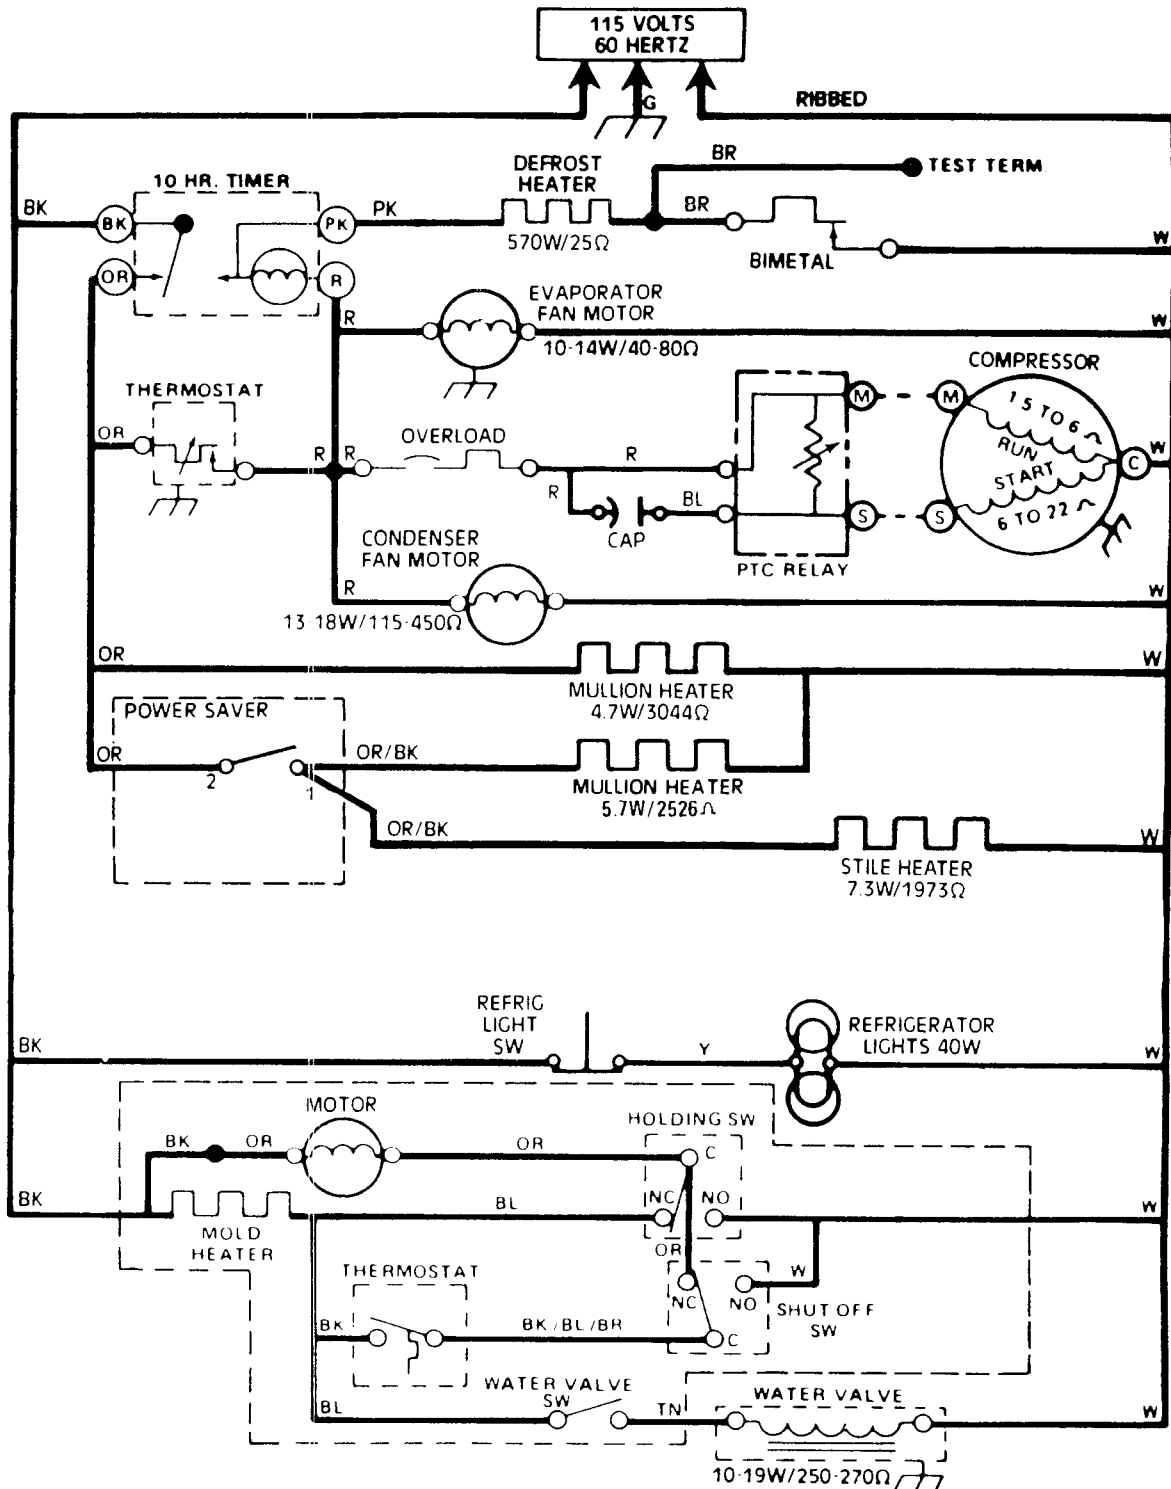 115 VOLTS
60 HERTZ
G
RIBBED
BR
TEST TERM.
DEFROST
HEATER
10 HR. TIMER
BK
BK
PK
PK
BR
570W/25Ω
BIMETAL
W
OR
R
EVAPORATOR
FAN MOTOR
R
W
10-14W/40-80Ω
COMPRESSOR
THERMOSTAT
M
M
1 5 TO 6 Ω
RUN
OR
OVERLOAD
R
R
R
C
W
START
R
BL
S
S
6 TO 22 Ω
CAP
CONDENSER
FAN MOTOR
PTC RELAY
R
W
13-18W/115-450Ω
OR
W
MULLION HEATER
4.7W/3044Ω
POWER SAVER
OR
OR/BK
2
1
MULLION HEATER
5.7W/2526Ω
OR/BK
W
STILE HEATER
7.3W/1973Ω
REFRIG
LIGHT
SW
REFRIGERATOR
LIGHTS 40W
BK
Y
W
MOTOR
HOLDING SW
BK
OR
OR
C
BK
BL
NC
NO
W
MOLD
HEATER
OR
THERMOSTAT
W
NC
NO
SHUT OFF
SW
BK
BK/BL/BR
C
WATER VALVE
SW
WATER VALVE
BL
TN
W
10-19W/250-270Ω